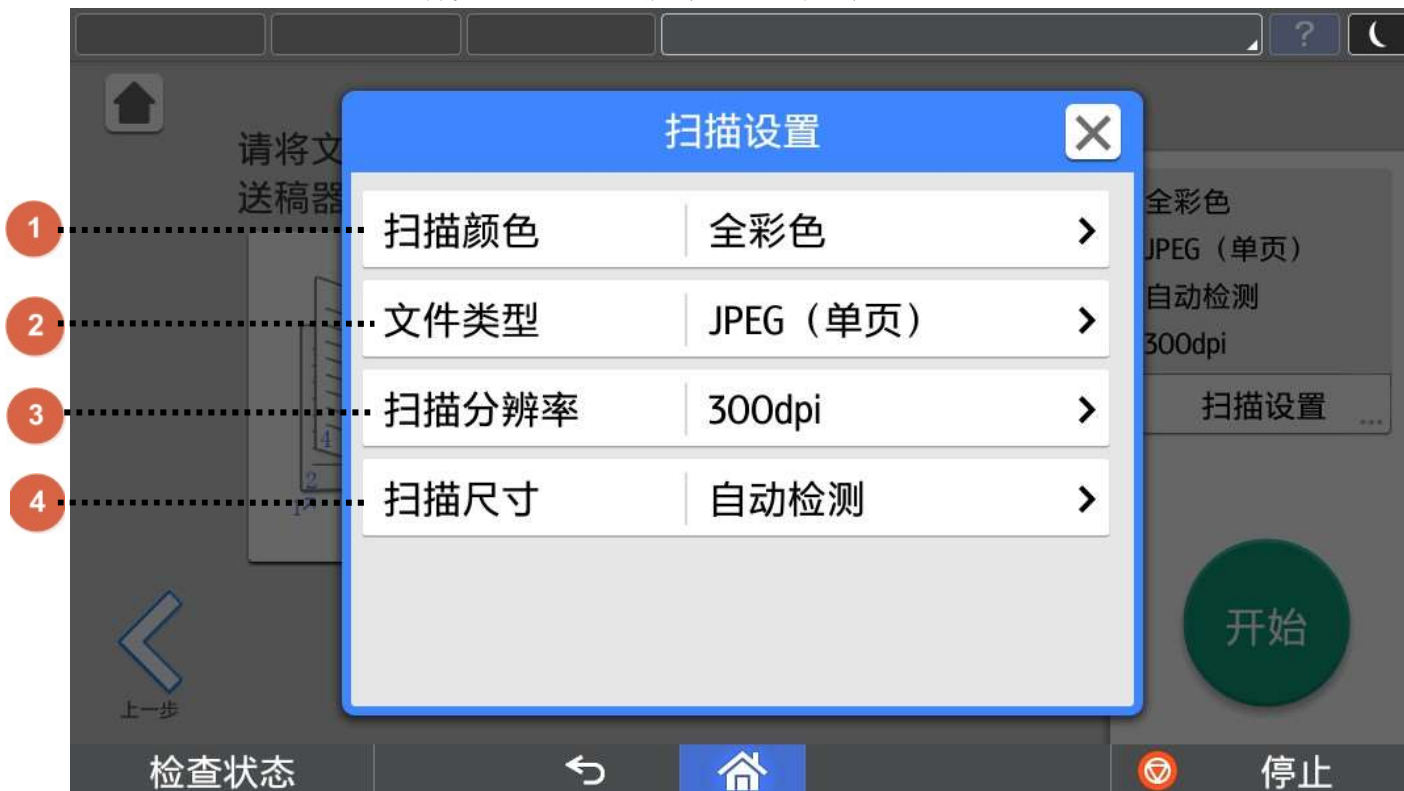 ?
扫描设置
请将文
送稿器
1
扫描颜色 全彩色
2
文件类型 JPEG（单页）
3
扫描分辨率 300dpi
4
扫描尺寸 自动检测
全彩色
JPEG（单页）
自动检测
300dpi
扫描设置
...
4
2
开始
上一步
检查状态
停止